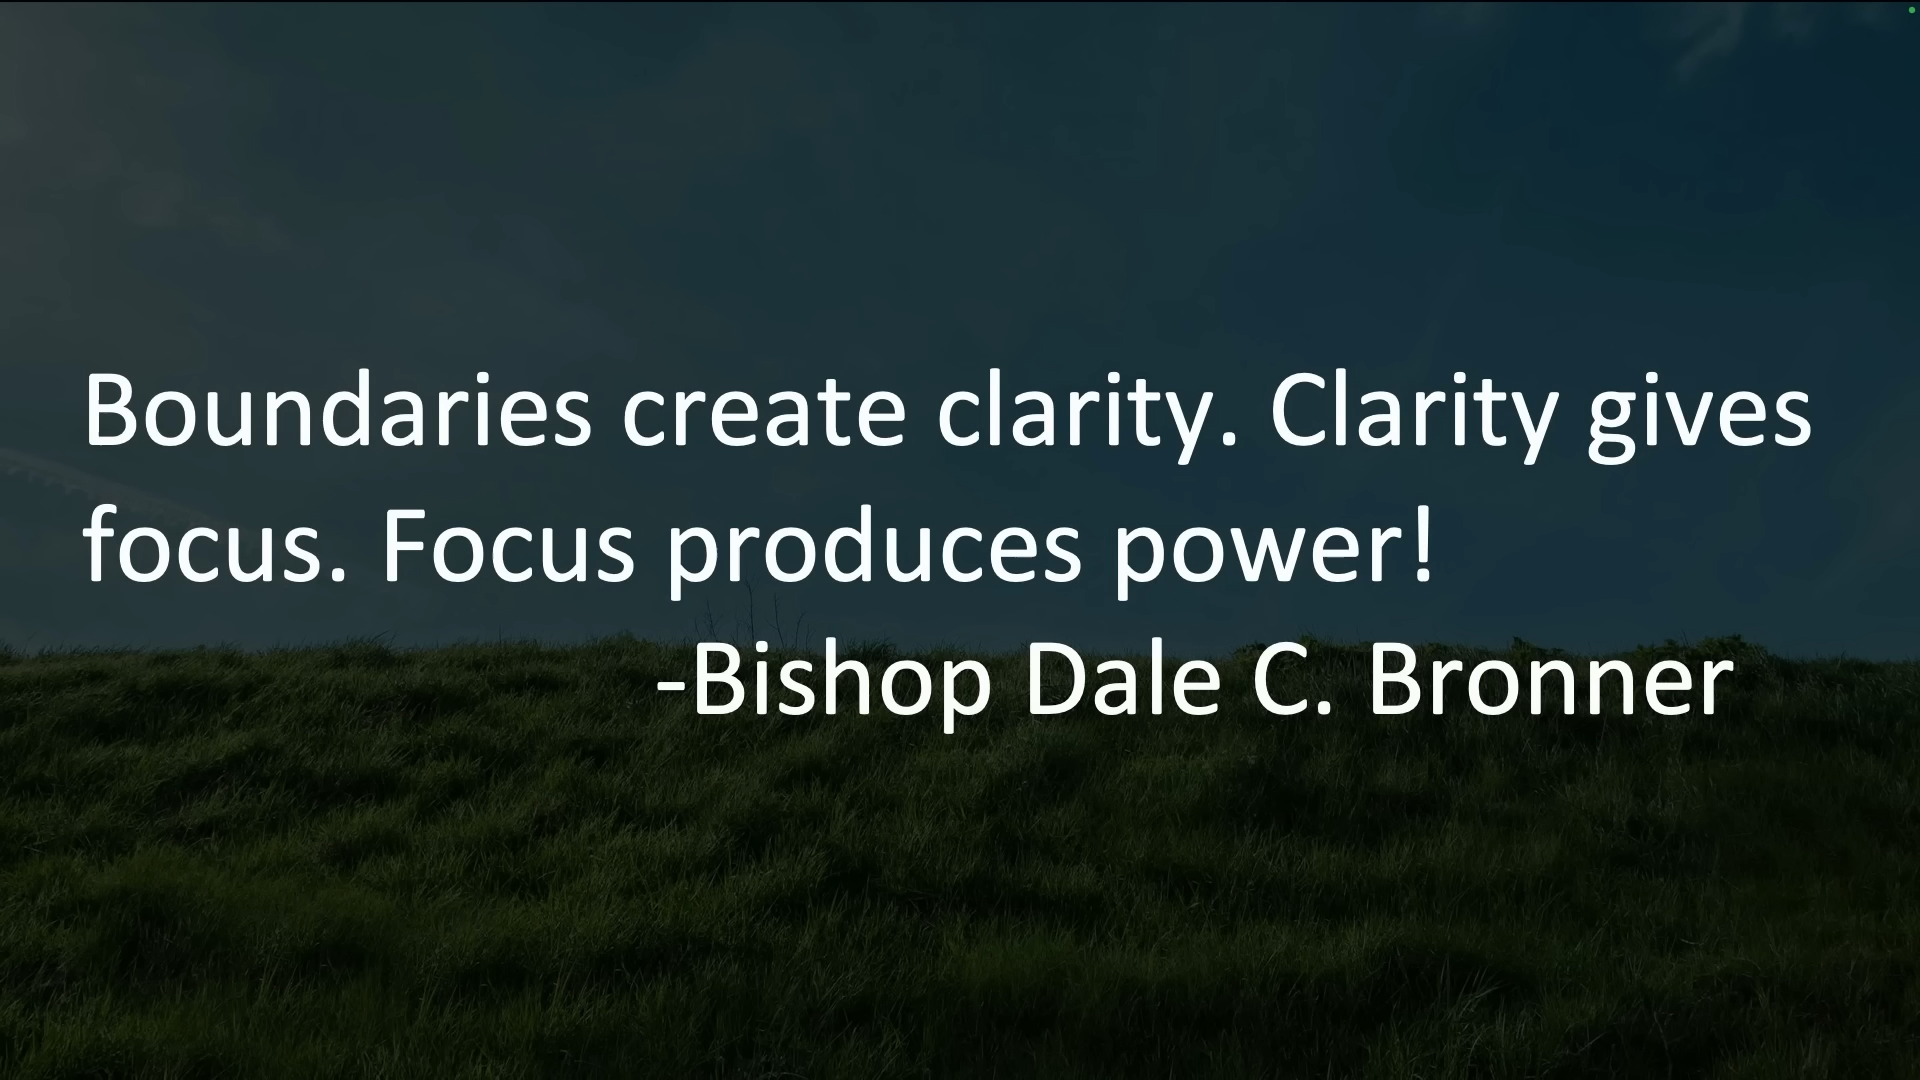 Boundaries create clarity. Clarity gives
focus. Focus produces power!
-Bishop Dale C. Bronner